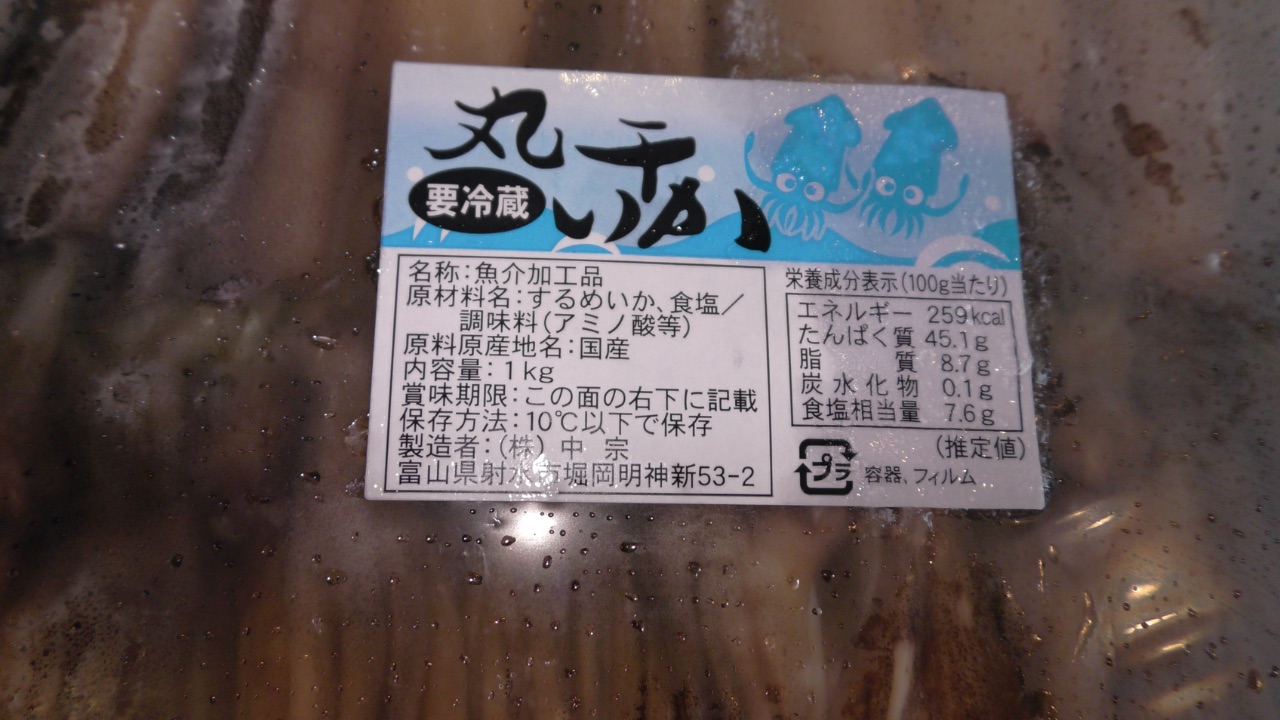 丸干
いか
要冷蔵
名称:魚介加工品
原材料名:するめいか、食塩／
調味料(アミノ酸等)
原料原産地名:国産
内容量:1kg
賞味期限:この面の右下に記載
保存方法:10℃以下で保存
製造者:(株)中 宗
富山県射水市堀岡明神新53-2
栄養成分表示(100g当たり)
エネルギー 259kcal
たんぱく質 45.1g
脂 質 8.7g
炭水化物 0.1g
食塩相当量 7.6g
(推定値)
プラ 容器、フィルム